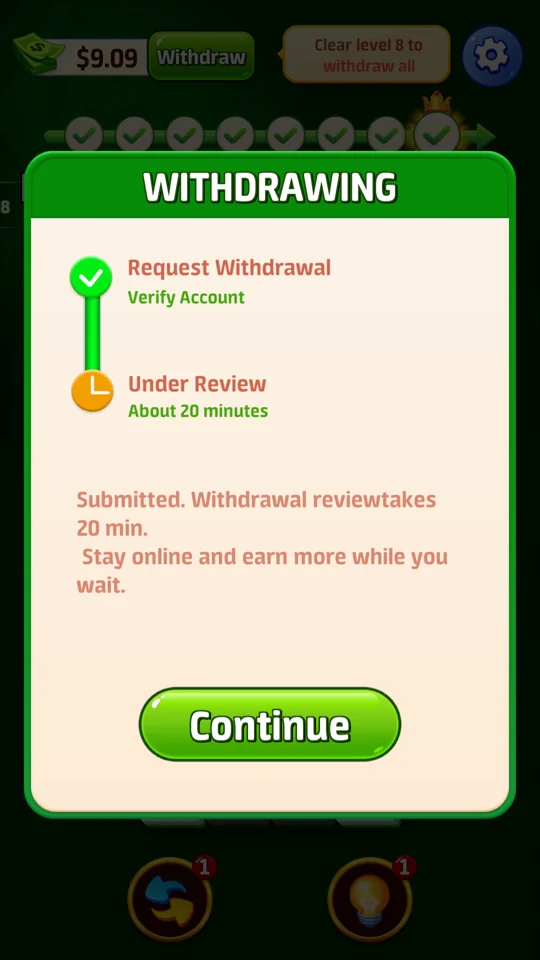 $9.09
Withdraw
Clear level 8 to
withdraw all
8
WITHDRAWING
Request Withdrawal
Verify Account
Under Review
About 20 minutes
Submitted. Withdrawal reviewtakes
20 min.
Stay online and earn more while you
wait.
Continue
1
1